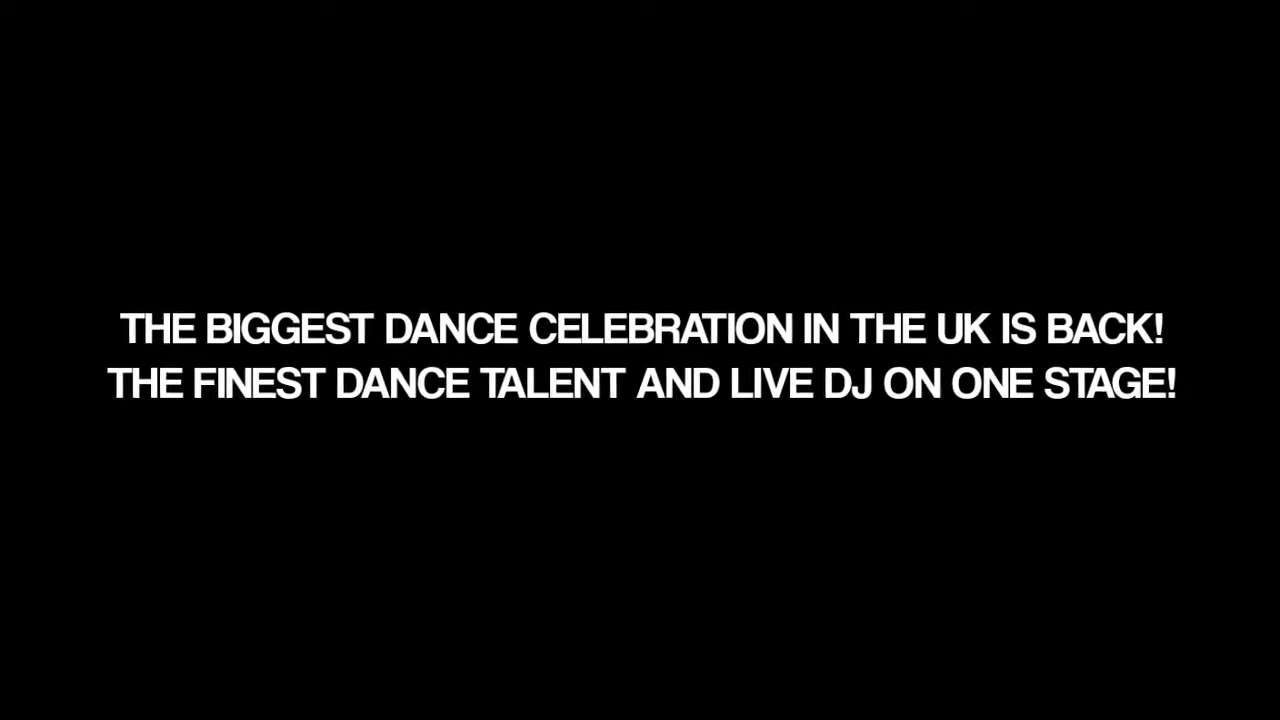 THE BIGGEST DANCE CELEBRATION IN THE UK IS BACK!
THE FINEST DANCE TALENT AND LIVE DJ ON ONE STAGE!